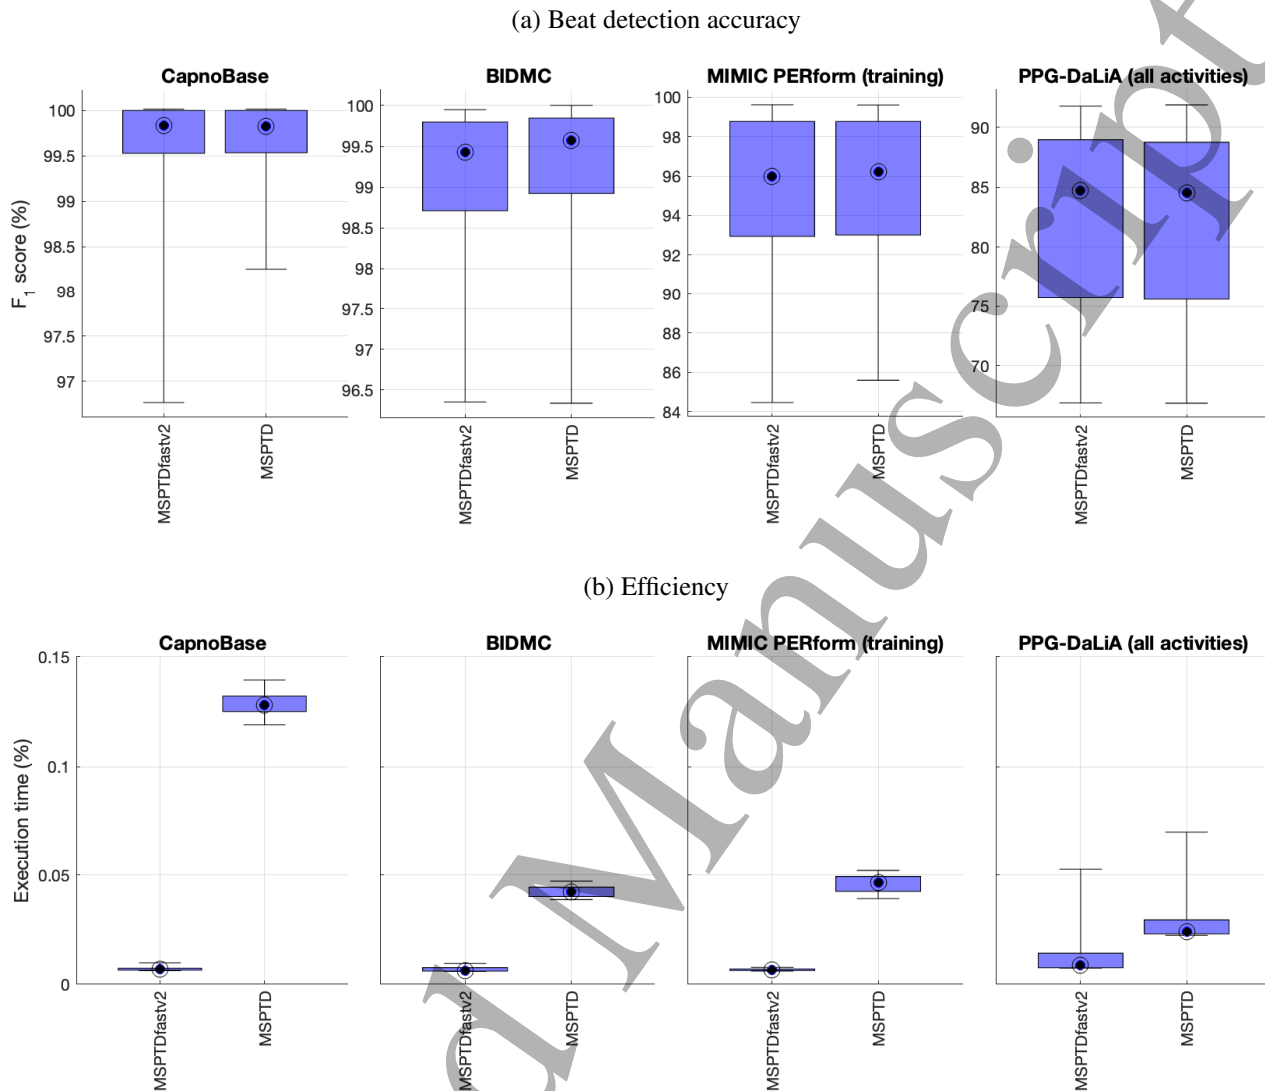 (a) Beat detection accuracy
CapnoBase
BIDMC
MIMIC PERform (training)
PPG-DaLiA (all activities)
F1 score (%)
100
99.5
99
98.5
98
97.5
97
MSPTDfastv2
MSPTD
100
99.5
99
98.5
98
97.5
97
96.5
MSPTDfastv2
MSPTD
100
98
96
94
92
90
88
86
84
MSPTDfastv2
MSPTD
90
85
80
75
70
MSPTDfastv2
MSPTD
(b) Efficiency
CapnoBase
BIDMC
MIMIC PERform (training)
PPG-DaLiA (all activities)
Execution time (%)
0.15
0.1
0.05
0
MSPTDfastv2
MSPTD
MSPTDfastv2
MSPTD
MSPTDfastv2
MSPTD
MSPTDfastv2
MSPTD
d Manuscript